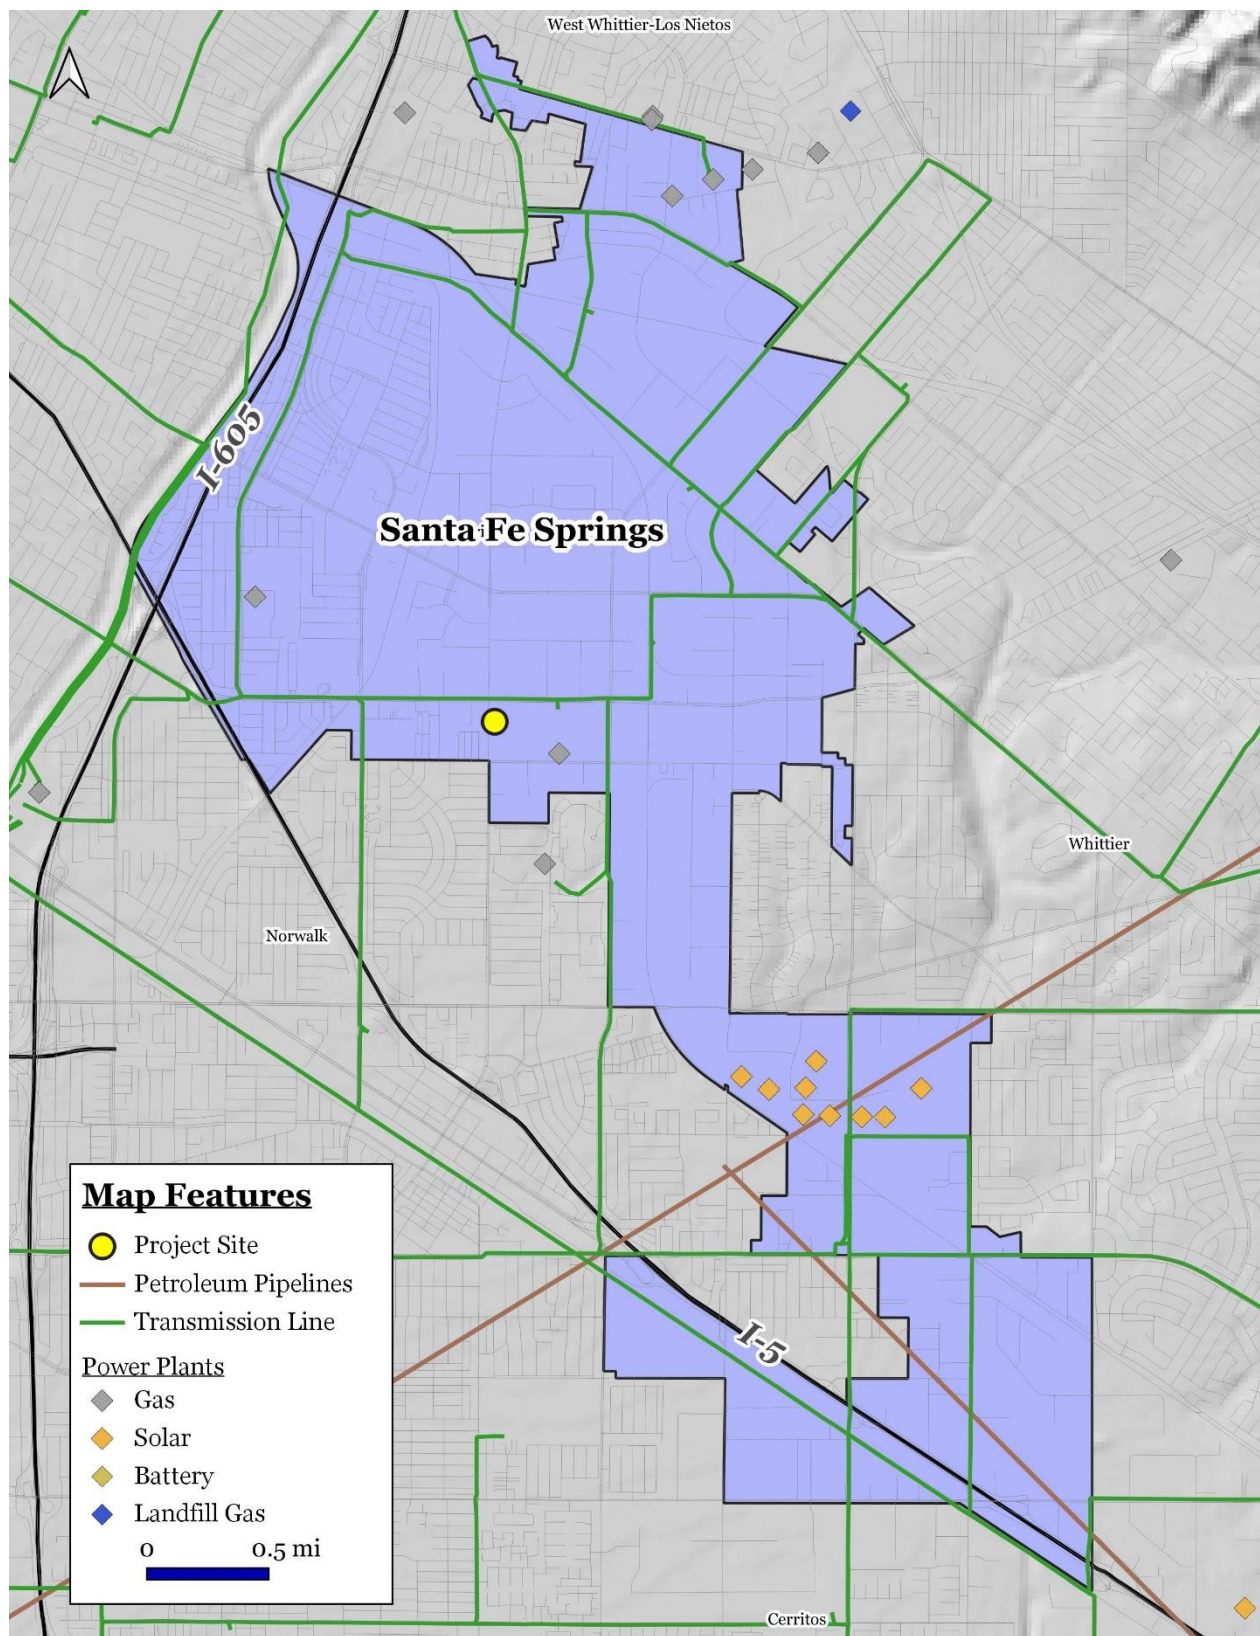 West Whittier-Los Nietos
I-605
Santa Fe Springs
Whittier
Norwalk
Map Features
Project Site
Petroleum Pipelines
Transmission Line
Power Plants
Gas
Solar
Battery
Landfill Gas
0 0.5 mi
I-5
Cerritos